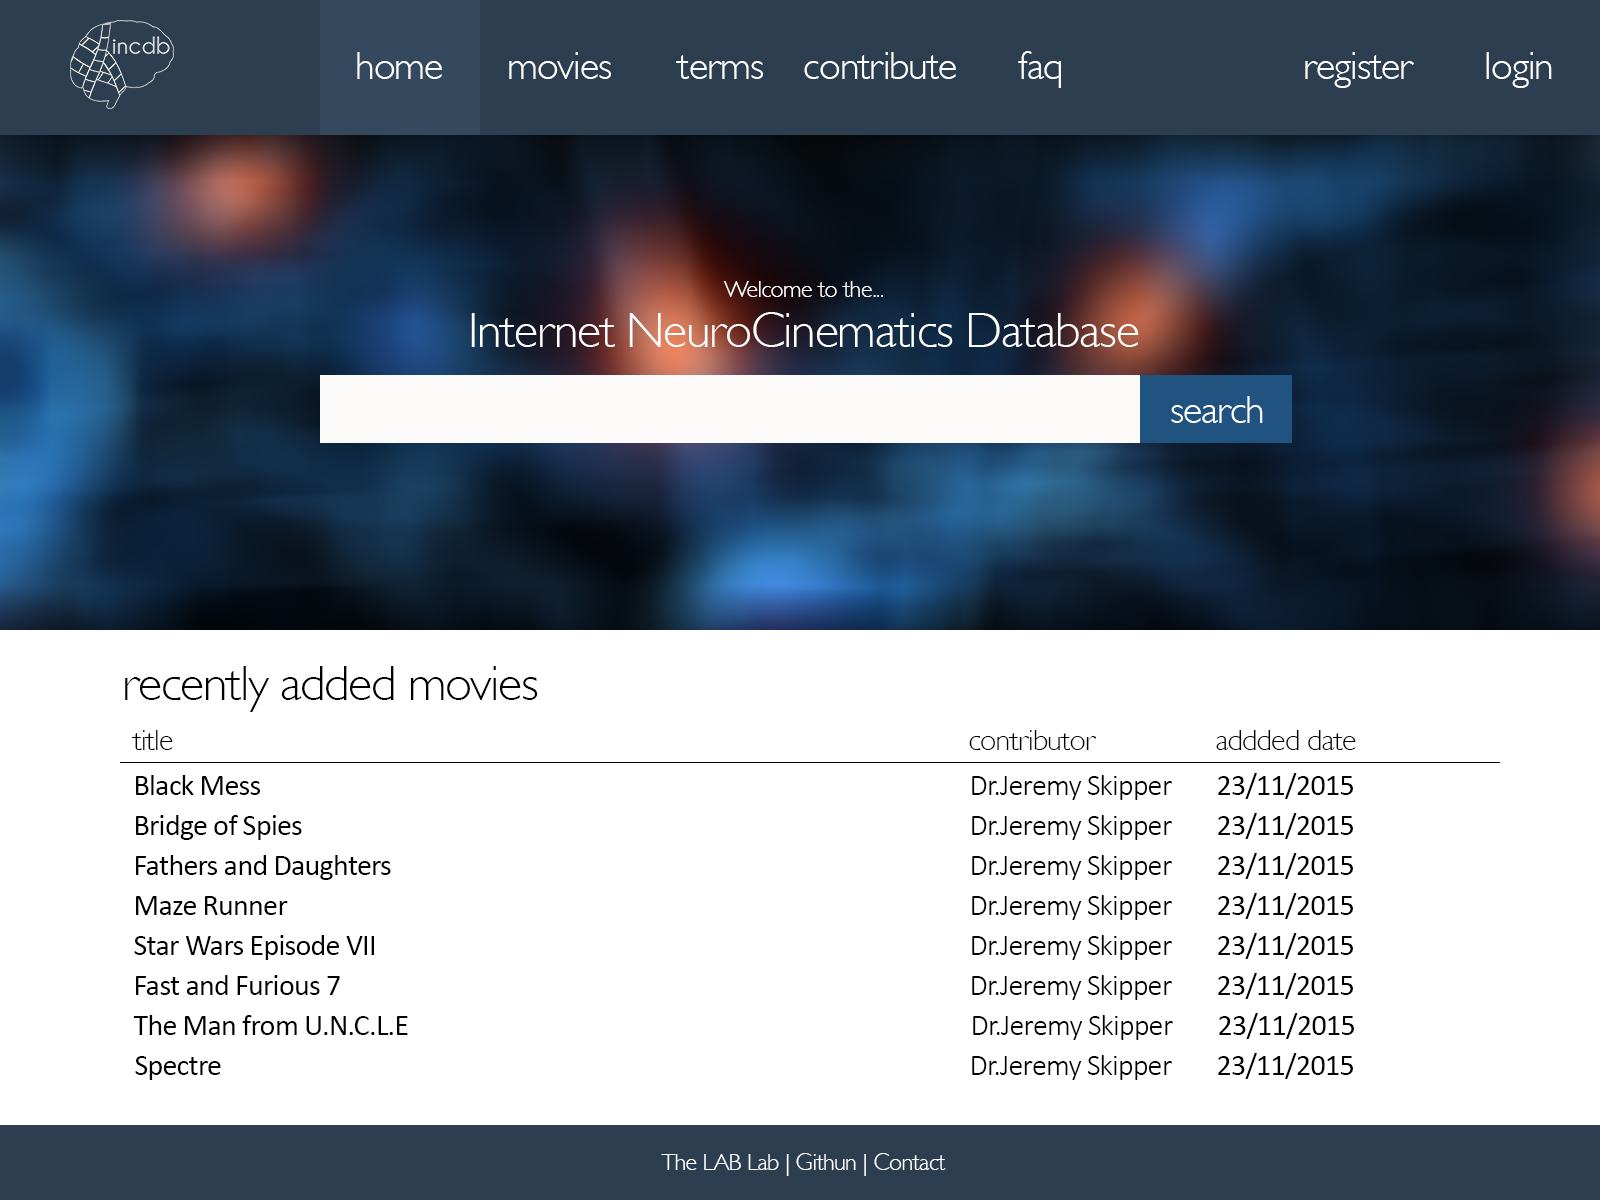 incdb
home movies terms contribute faq register login
Welcome to the...
Internet NeuroCinematics Database
search
recently added movies
title contributor addded date
Black Mess Dr.Jeremy Skipper 23/11/2015
Bridge of Spies Dr.Jeremy Skipper 23/11/2015
Fathers and Daughters Dr.Jeremy Skipper 23/11/2015
Maze Runner Dr.Jeremy Skipper 23/11/2015
Star Wars Episode VII Dr.Jeremy Skipper 23/11/2015
Fast and Furious 7 Dr.Jeremy Skipper 23/11/2015
The Man from U.N.C.L.E Dr.Jeremy Skipper 23/11/2015
Spectre Dr.Jeremy Skipper 23/11/2015
The LAB Lab | Githun | Contact